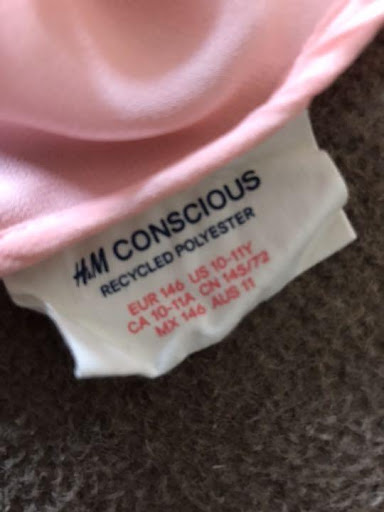 H&M CONSCIOUS
RECYCLED POLYESTER
EUR 146 US 10-11Y
CA 10-11A CN 145/72
MX 146 AUS 11